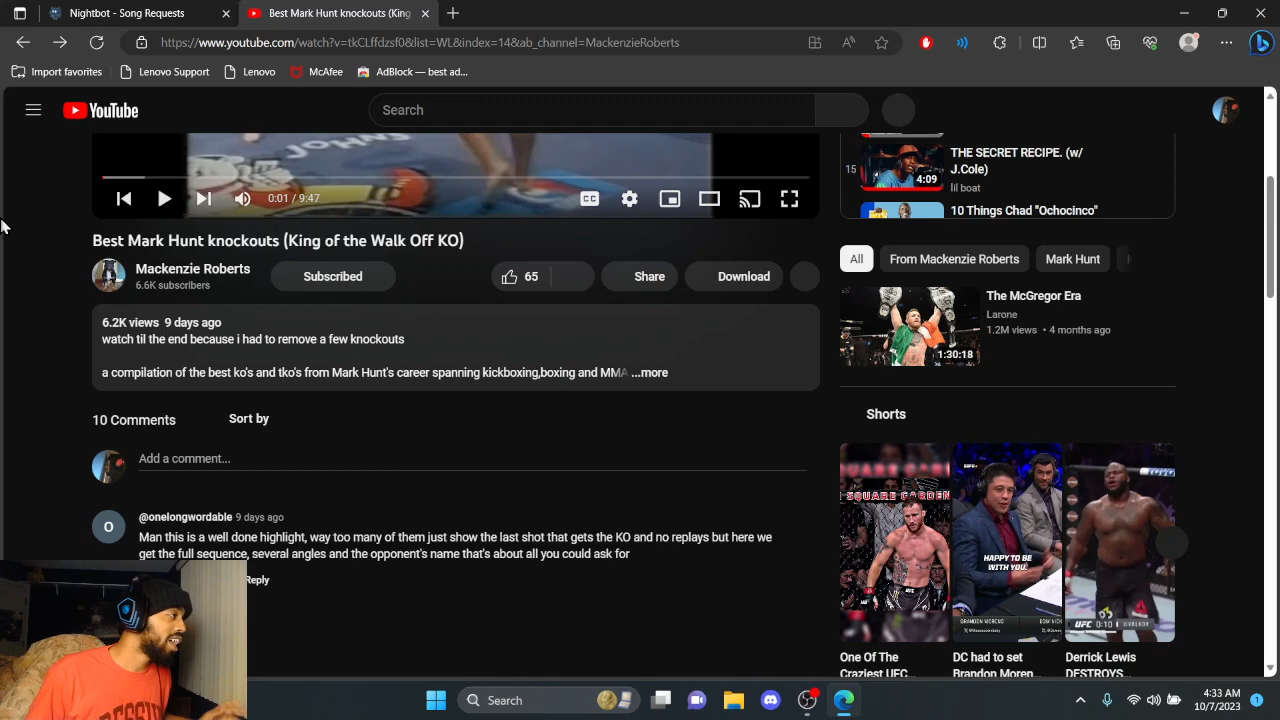 Nightbot - Song Requests
Best Mark Hunt knockouts (King
https://www.youtube.com/watch?v=tkCLffdzsf0&list=WL&index=14&ab_channel=MackenzieRoberts
Import favorites
Lenovo Support
Lenovo
McAfee
AdBlock — best ad...
YouTube
Search
0:01 / 9:47
CC
15
4:09
THE SECRET RECIPE. (w/
J.Cole)
lil boat
10 Things Chad "Ochocinco"
Best Mark Hunt knockouts (King of the Walk Off KO)
Mackenzie Roberts
6.6K subscribers
Subscribed
65
Share
Download
All
From Mackenzie Roberts
Mark Hunt
6.2K views 9 days ago
watch til the end because i had to remove a few knockouts
a compilation of the best ko's and tko's from Mark Hunt's career spanning kickboxing,boxing and MMA ...more
1:30:18
The McGregor Era
Larone
1.2M views • 4 months ago
10 Comments
Sort by
Add a comment...
Shorts
O
@onelongwordable 9 days ago
Man this is a well done highlight, way too many of them just show the last shot that gets the KO and no replays but here we
get the full sequence, several angles and the opponent's name that's about all you could ask for
Reply
SQUARE GARDEN
HAPPY TO BE
WITH YOU.
BRANDON MORENO
UFC 0:10
One Of The
Craziest UFC...
DC had to set
Brandon Moren...
Derrick Lewis
DESTROYS
Search
4:33 AM
10/7/2023
1